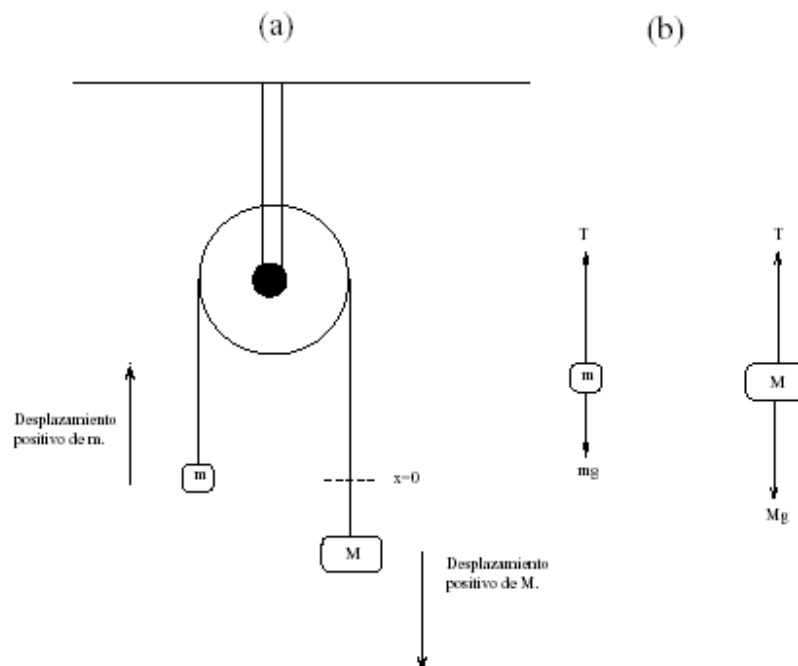 (a)
(b)
T
T
m
M
mg
Mg
Desplazamiento
positivo de m.
m
x=0
M
Desplazamiento
positivo de M.